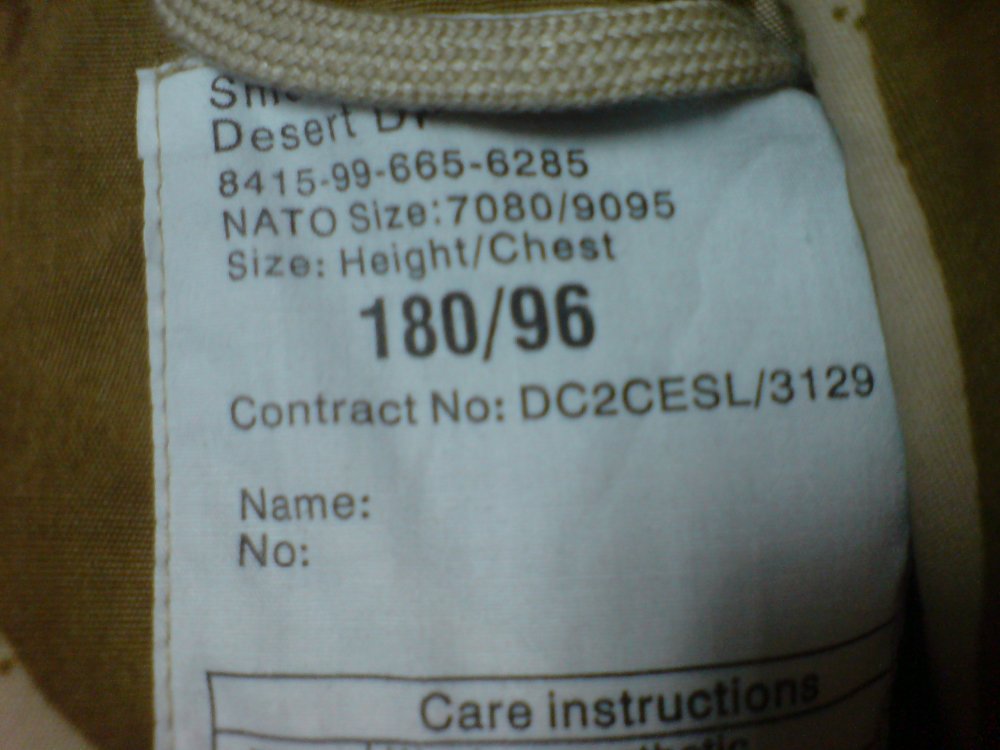 Desert
8415-99-665-6285
NATO Size:7080/9095
Size: Height/Chest
180/96
Contract No: DC2CESL/3129
Name:
No:
Care instructions